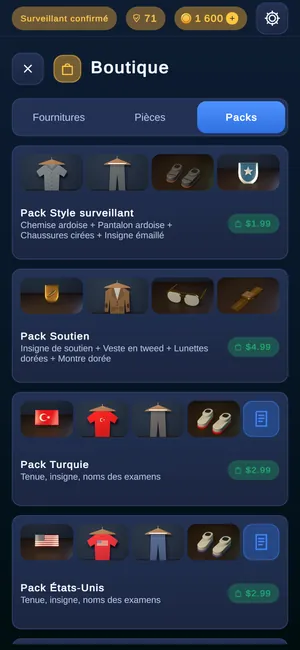 Surveillant confirmé
71
1 600 +
Boutique
Fournitures
Pièces
Packs
Pack Style surveillant
Chemise ardoise + Pantalon ardoise +
Chaussures cirées + Insigne émaillé
$1.99
Pack Soutien
Insigne de soutien + Veste en tweed + Lunettes
dorées + Montre dorée
$4.99
Pack Turquie
Tenue, insigne, noms des examens
$2.99
Pack États-Unis
Tenue, insigne, noms des examens
$2.99